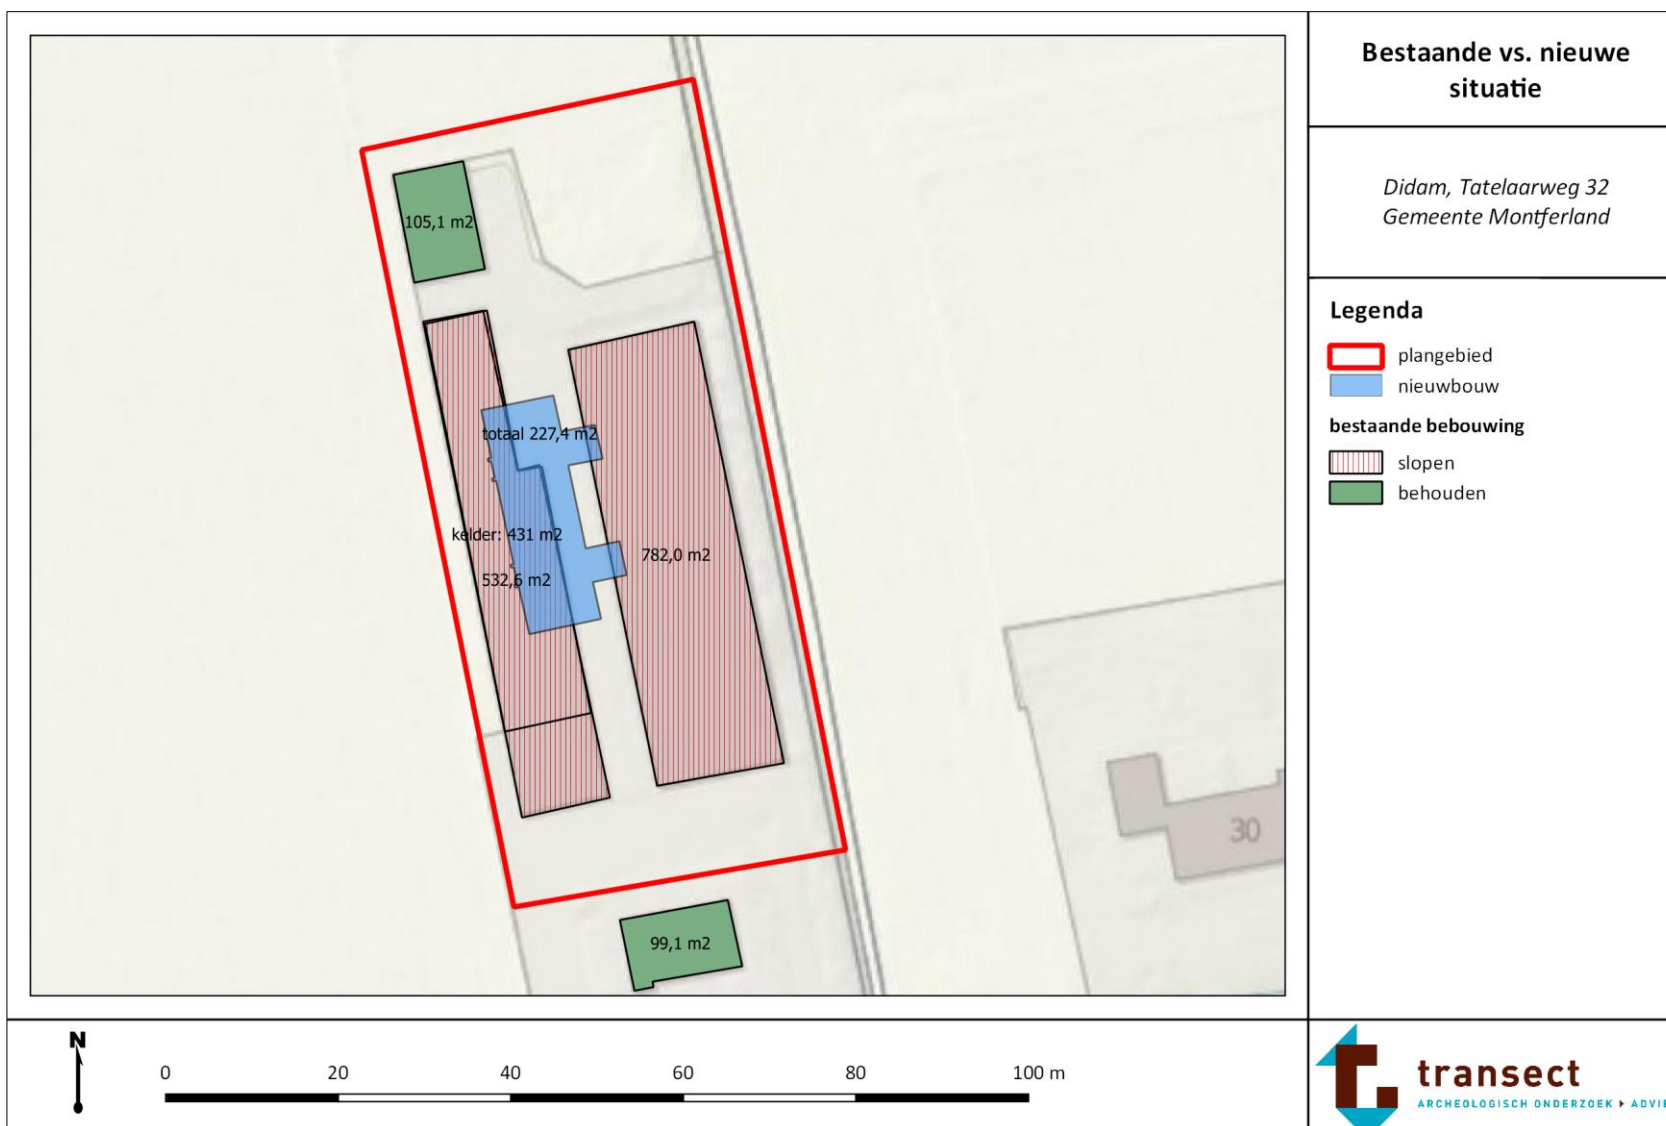 Bestaande vs. nieuwe
situatie
Didam, Tatelaarweg 32
Gemeente Montferland
Legenda
plangebied
nieuwbouw
bestaande bebouwing
slopen
behouden
105,1 m2
totaal 227,4 m2
kelder: 431 m2
532,6 m2
782,0 m2
30
99,1 m2
N
0 20 40 60 80 100 m
transect
ARCHEOLOGISCH ONDERZOEK ▸ ADVIE